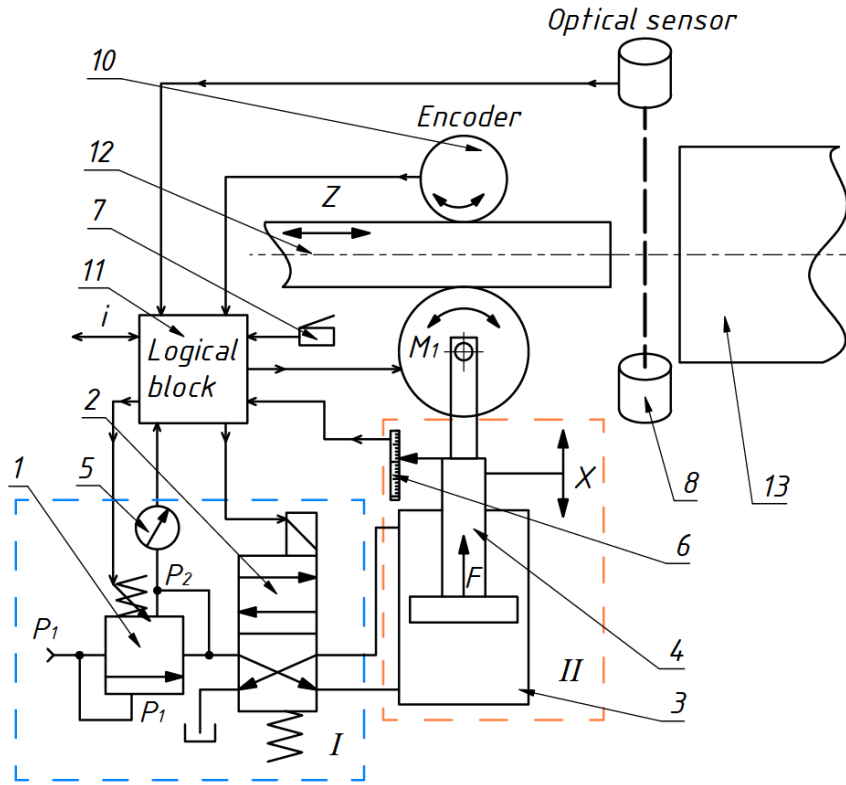 Optical sensor
10
Encoder
12
Z
7
11
i
Logical
block
M₁
2
1
5
X
8
13
6
P₂
F
P₁
4
II
P₁
3
I